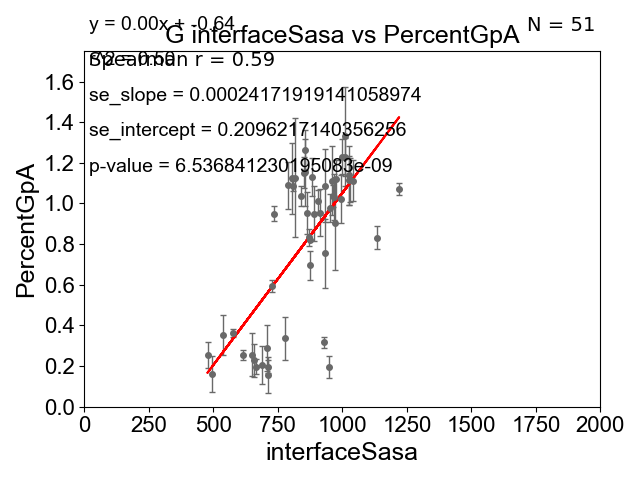 y = 0.00x + -0.64
N = 51
G interfaceSasa vs PercentGpA
Spearman r = 0.59
se_slope = 0.0002417191914105897​4
se_intercept = 0.2096217140356256
p-value = 6.536841230195083e-09
PercentGpA
1.6
1.4
1.2
1.0
0.8
0.6
0.4
0.2
0.0
0 250 500 750 1000 1250 1500 1750 2000
interfaceSasa